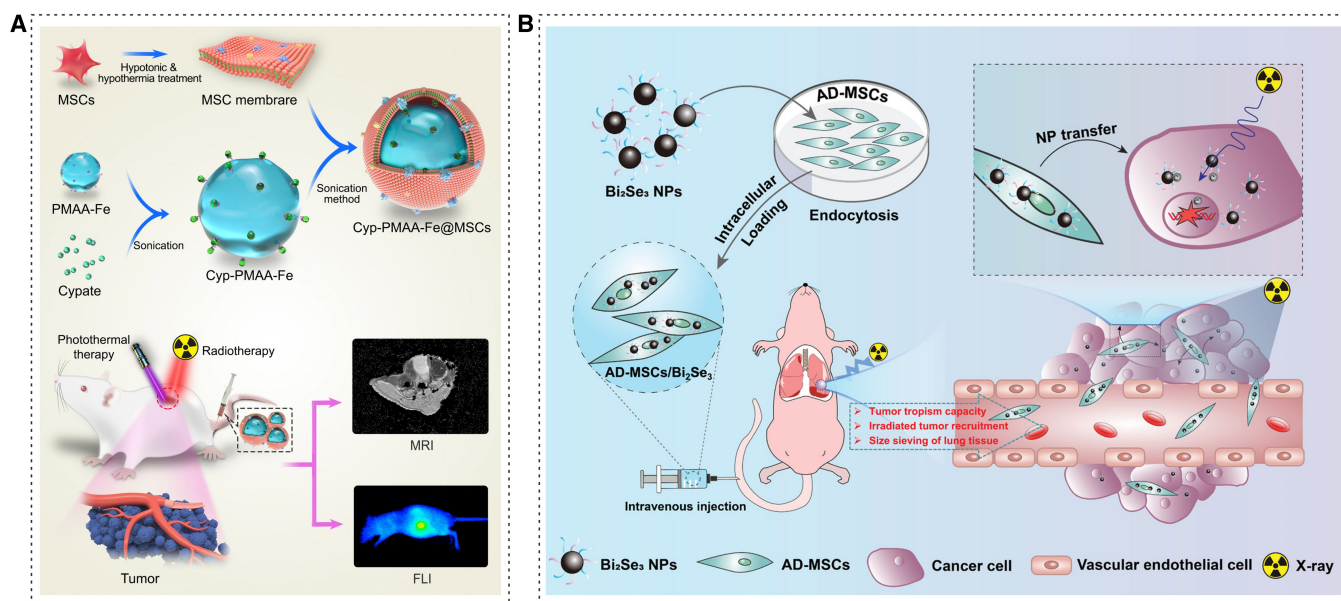 A
MSCs
Hypotonic &
hypothermia treatment
MSC membrare
PMAA-Fe
Cypate
Sonication
Cyp-PMAA-Fe
Sonication
method
Cyp-PMAA-Fe@MSCs
Photothermal
therapy
Radiotherapy
Tumor
MRI
FLI
B
Bi₂Se₃ NPs
AD-MSCs
Endocytosis
Intracellular
Loading
AD-MSCs/Bi₂Se₃
Intravenous injection
NP transfer
➢ Tumor tropism capacity
➢ Irradiated tumor recruitment
➢ Size sieving of lung tissue
Bi₂Se₃ NPs
AD-MSCs
Cancer cell
Vascular endothelial cell
X-ray